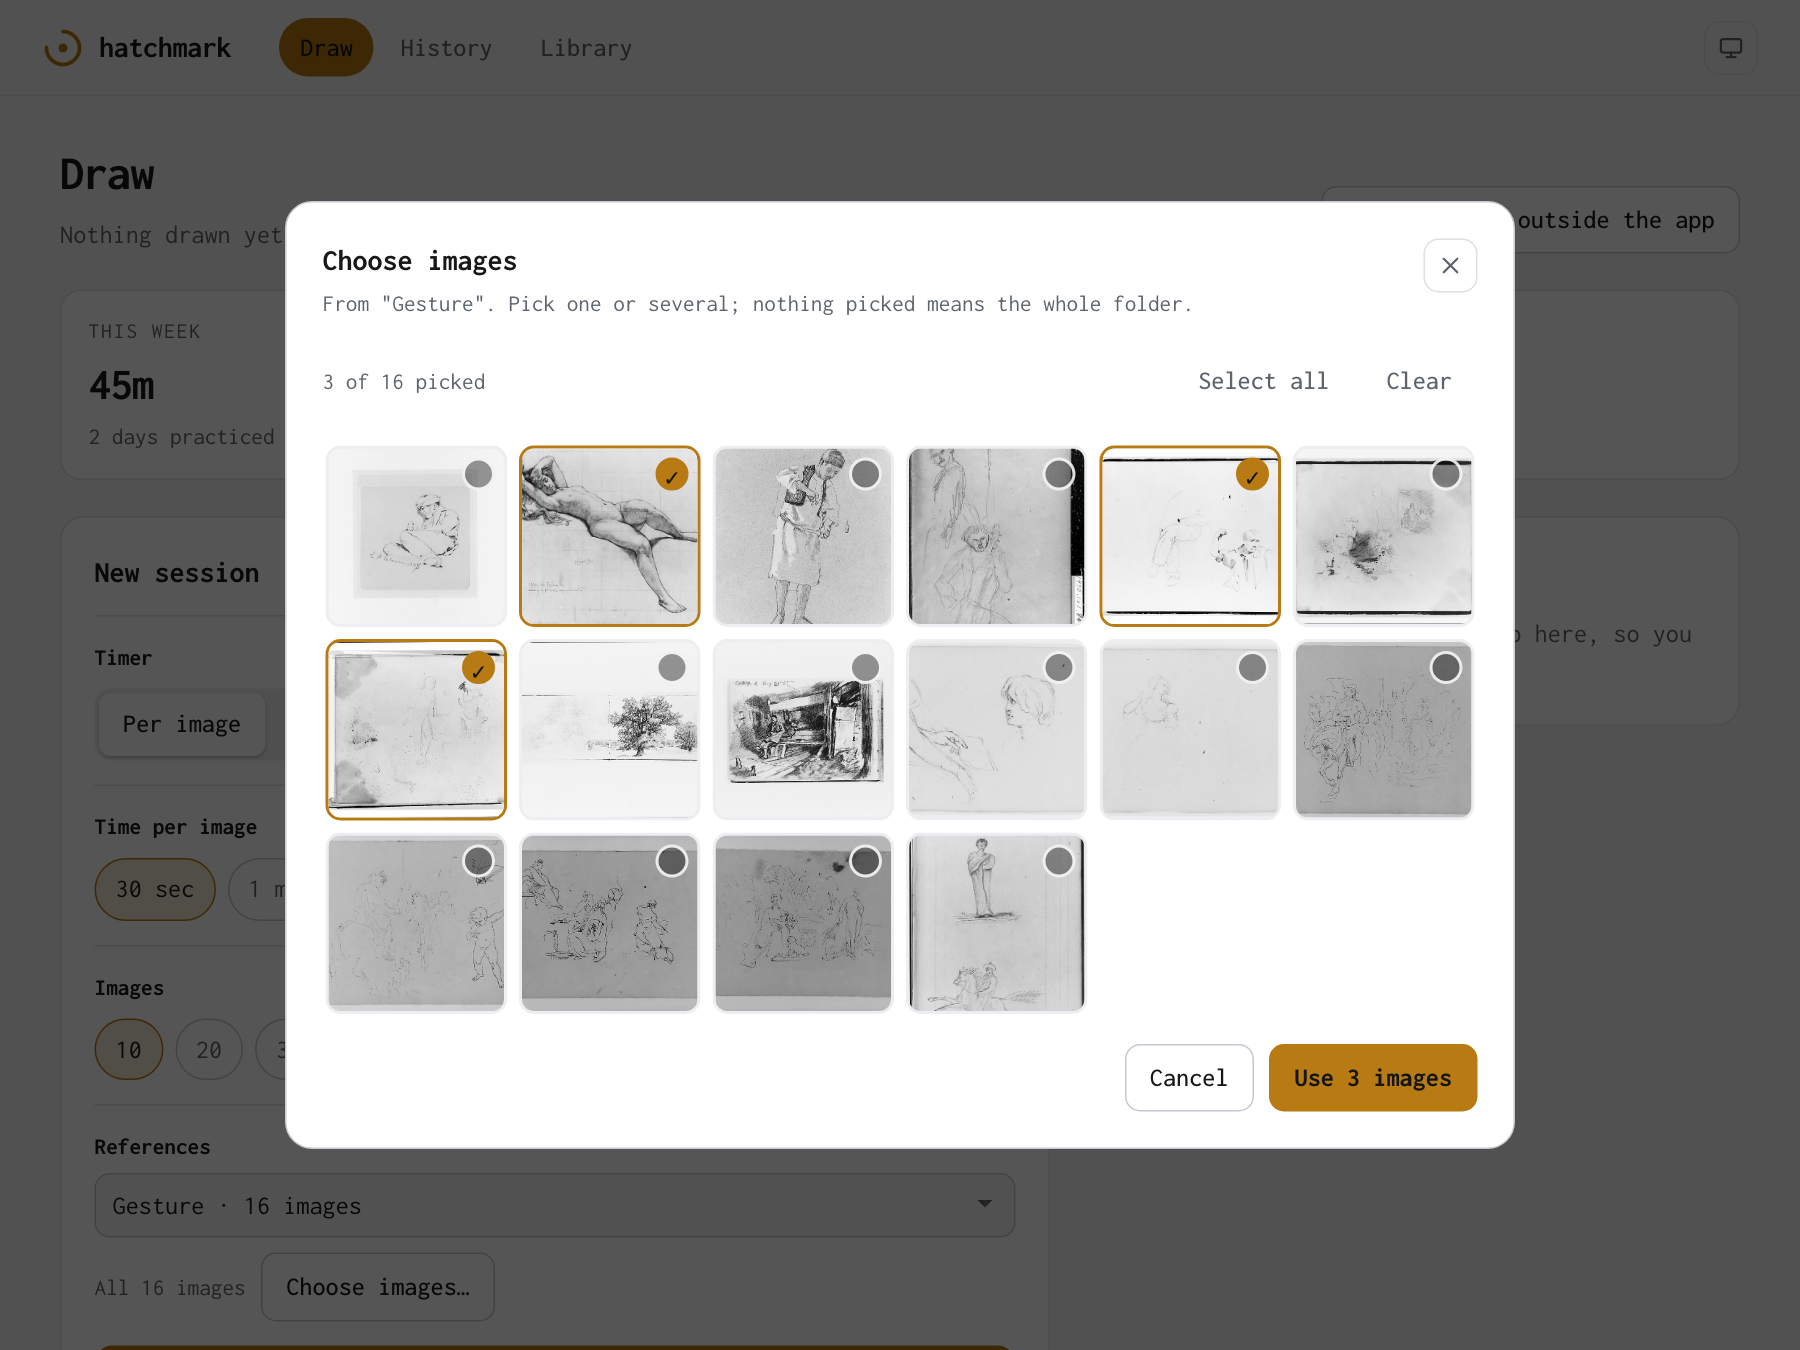 hatchmark
Draw
History
Library
Draw
Nothing drawn yet
outside the app
THIS WEEK
45m
2 days practiced
New session
Timer
Per image
Time per image
30 sec
1 m
Images
10
20
3
References
Gesture · 16 images
All 16 images
Choose images…
here, so you
Choose images
From "Gesture". Pick one or several; nothing picked means the whole folder.
3 of 16 picked
Select all
Clear
Cancel
Use 3 images